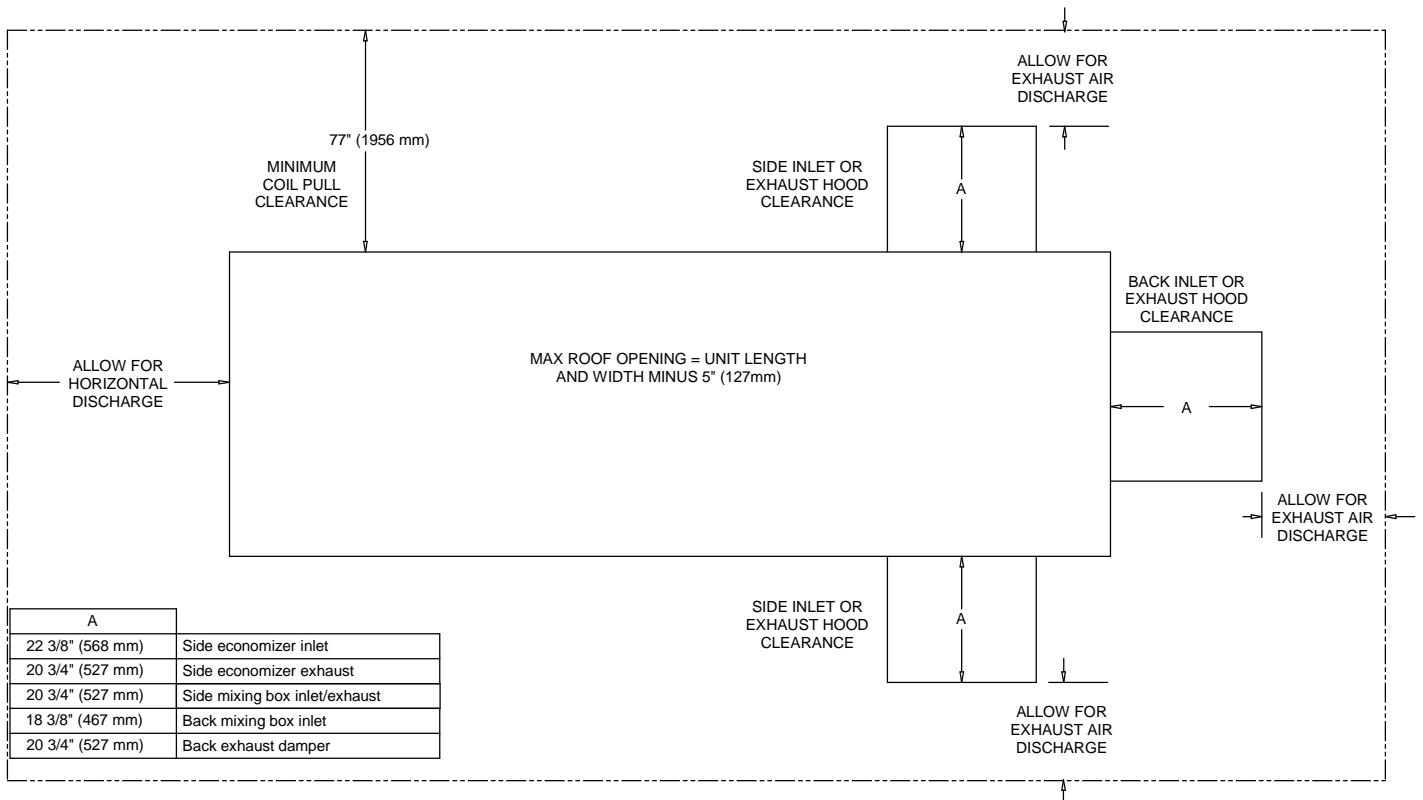 ALLOW FOR
EXHAUST AIR
DISCHARGE
77" (1956 mm)
MINIMUM
COIL PULL
CLEARANCE
SIDE INLET OR
EXHAUST HOOD
CLEARANCE
A
BACK INLET OR
EXHAUST HOOD
CLEARANCE
ALLOW FOR
HORIZONTAL
DISCHARGE
MAX ROOF OPENING = UNIT LENGTH
AND WIDTH MINUS 5" (127mm)
A
ALLOW FOR
EXHAUST AIR
DISCHARGE
SIDE INLET OR
EXHAUST HOOD
CLEARANCE
A
ALLOW FOR
EXHAUST AIR
DISCHARGE
A
22 3/8" (568 mm) Side economizer inlet
20 3/4" (527 mm) Side economizer exhaust
20 3/4" (527 mm) Side mixing box inlet/exhaust
18 3/8" (467 mm) Back mixing box inlet
20 3/4" (527 mm) Back exhaust damper